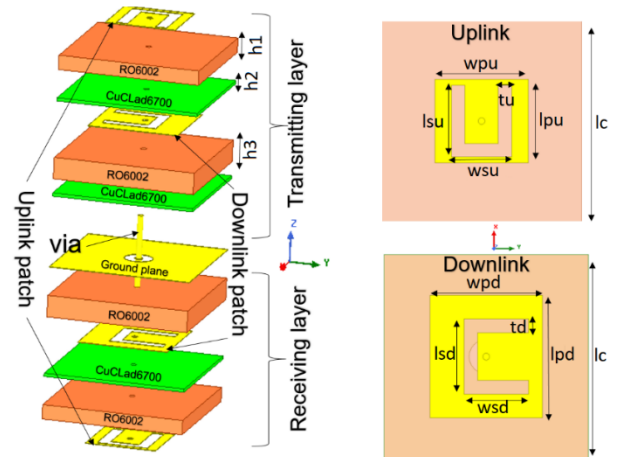 h1
RO6002
h2
CuCLad6700
h3
RO6002
CuCLad6700
Transmitting layer
Uplink patch
Downlink patch
via
Z
Y
Ground plane
RO6002
CuCLad6700
RO6002
Receiving layer
Uplink
wpu
tu
lsu
lpu
wsu
lc
X
Y
Downlink
wpd
td
lsd
lpd
wsd
lc